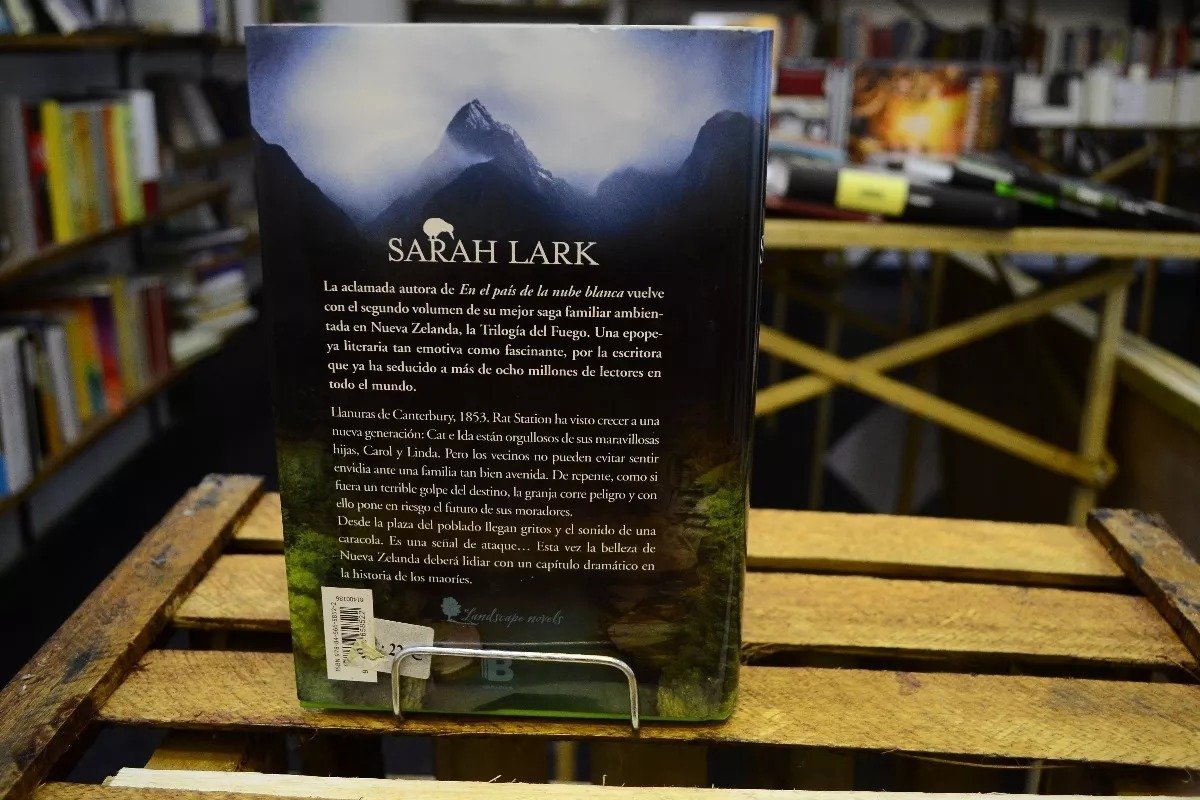 SARAH LARK
La aclamada autora de En el país de la nube blanca vuelve
con el segundo volumen de su mejor saga familiar ambien-
tada en Nueva Zelanda, la Trilogía del Fuego. Una epope-
ya literaria tan emotiva como fascinante, por la escritora
que ya ha seducido a más de ocho millones de lectores en
todo el mundo.
Llanuras de Canterbury, 1853. Rat Station ha visto crecer a una
nueva generación: Cat e Ida están orgullosos de sus maravillosas
hijas, Carol y Linda. Pero los vecinos no pueden evitar sentir
envidia ante una familia tan bien avenida. De repente, como si
fuera un terrible golpe del destino, la granja corre peligro y con
ello pone en riesgo el futuro de sus moradores.
Desde la plaza del poblado llegan gritos y el sonido de una
caracola. Es una señal de ataque... Esta vez la belleza de
Nueva Zelanda deberá lidiar con un capítulo dramático en
la historia de los maoríes.
Landscape novels
B